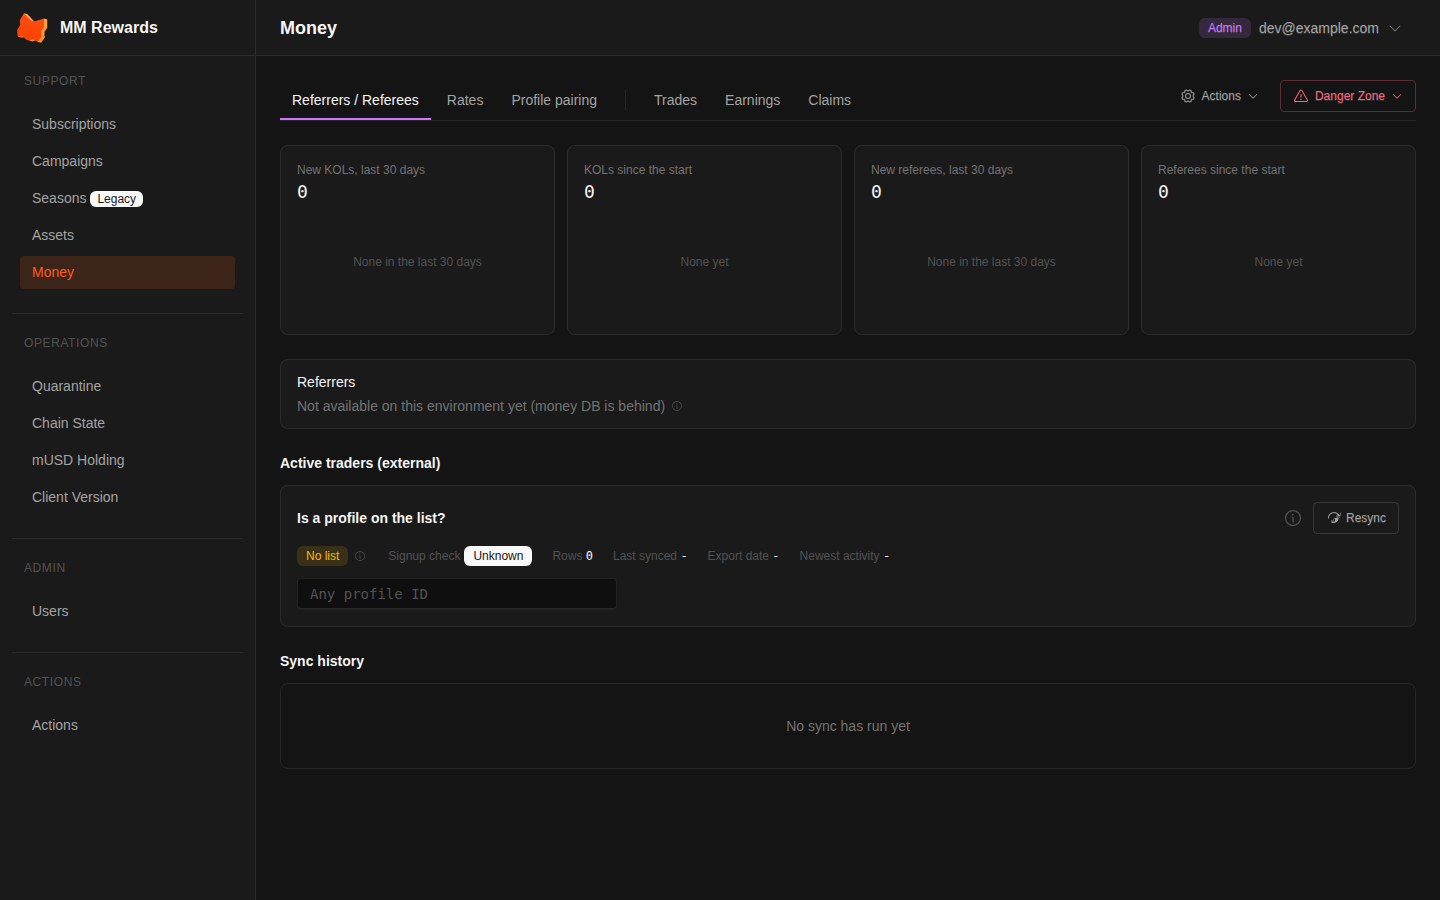 MM Rewards
Money
Admin dev@example.com
SUPPORT
Subscriptions
Campaigns
Seasons Legacy
Assets
Money
OPERATIONS
Quarantine
Chain State
mUSD Holding
Client Version
ADMIN
Users
ACTIONS
Actions
Referrers / Referees Rates Profile pairing Trades Earnings Claims
Actions Danger Zone
New KOLs, last 30 days
0
None in the last 30 days
KOLs since the start
0
None yet
New referees, last 30 days
0
None in the last 30 days
Referees since the start
0
None yet
Referrers
Not available on this environment yet (money DB is behind)
Active traders (external)
Is a profile on the list?
Resync
No list Signup check Unknown Rows 0 Last synced - Export date - Newest activity -
Any profile ID
Sync history
No sync has run yet